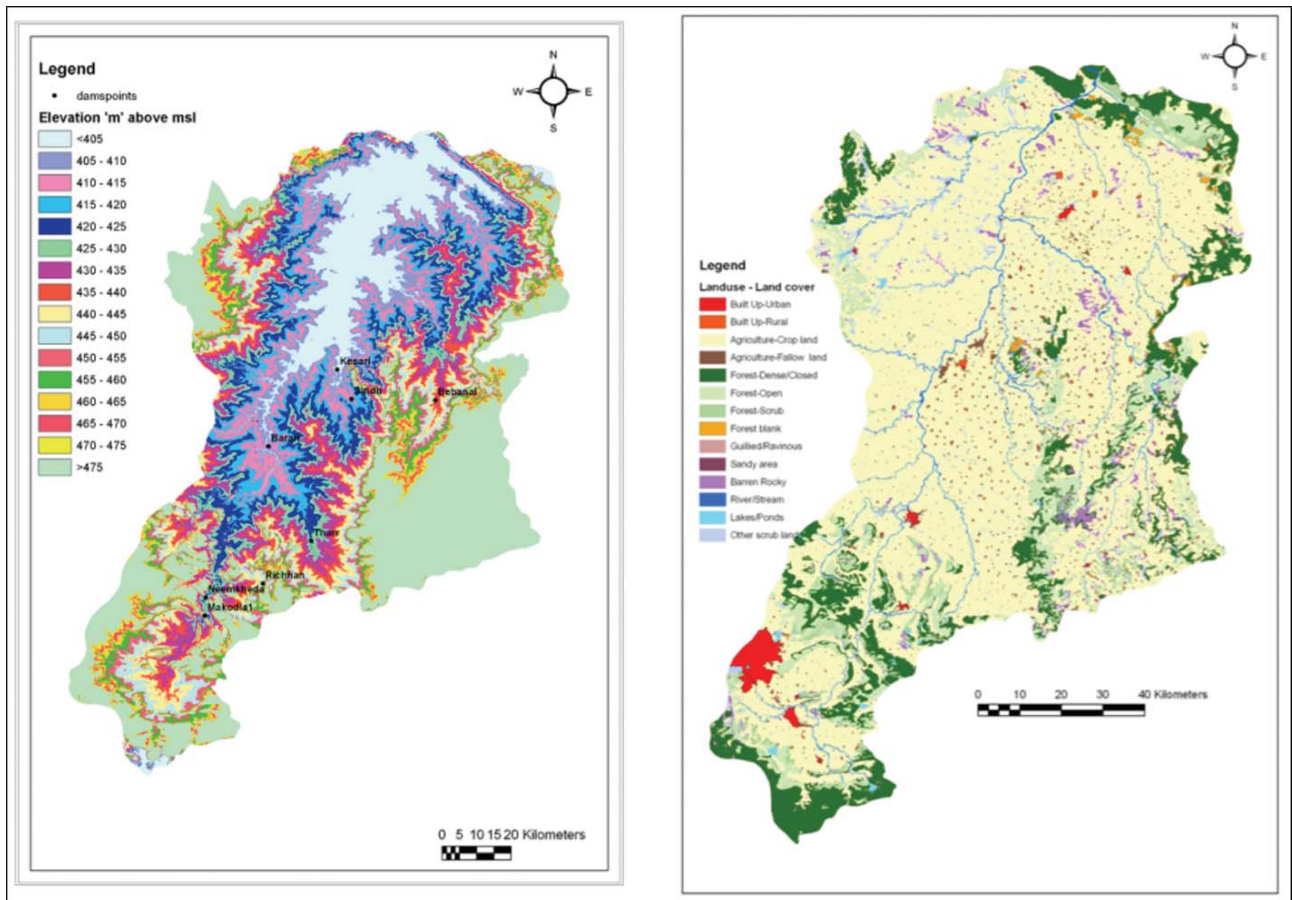 N
W E
S
Legend
damspoints
Elevation 'm' above msl
<405
405 - 410
410 - 415
415 - 420
420 - 425
425 - 430
430 - 435
435 - 440
440 - 445
445 - 450
450 - 455
455 - 460
460 - 465
465 - 470
470 - 475
>475
Kesari
Bindu
Bebanai
Barari
Tharr
Richhan
Neemkheda
Makodia1
0 5 10 15 20 Kilometers
N
W E
S
Legend
Landuse - Land cover
Built Up-Urban
Built Up-Rural
Agriculture-Crop land
Agriculture-Fallow land
Forest-Dense/Closed
Forest-Open
Forest-Scrub
Forest blank
Guillied/Ravinous
Sandy area
Barren Rocky
River/Stream
Lakes/Ponds
Other scrub land
0 10 20 30 40 Kilometers